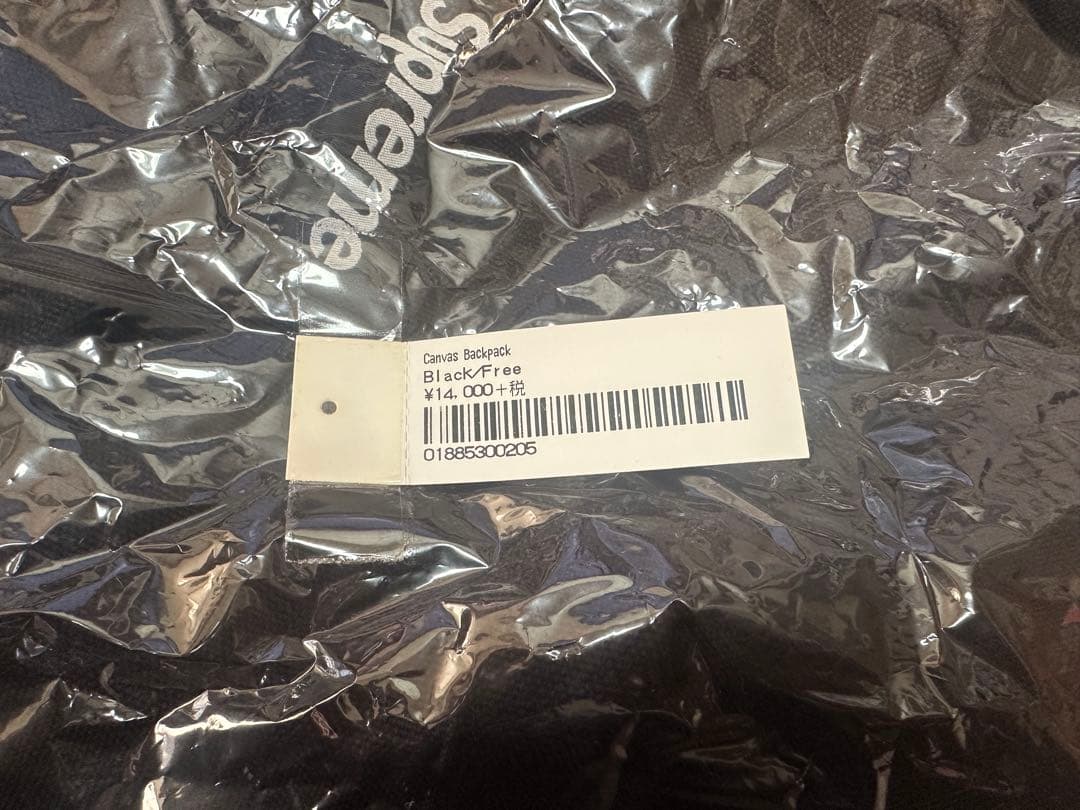 Supreme
Canvas Backpack
Black/Free
¥14,000+税
01885300205